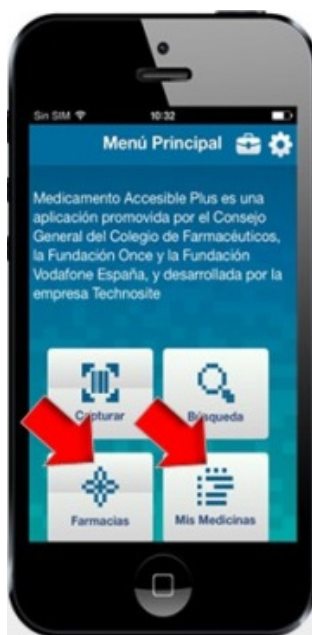 Sin SIM 10:32
Menú Principal
Medicamento Accesible Plus es una
aplicación promovida por el Consejo
General del Colegio de Farmacéuticos,
la Fundación Once y la Fundación
Vodafone España, y desarrollada por la
empresa Technosite
Capturar Búsqueda
Farmacias Mis Medicinas